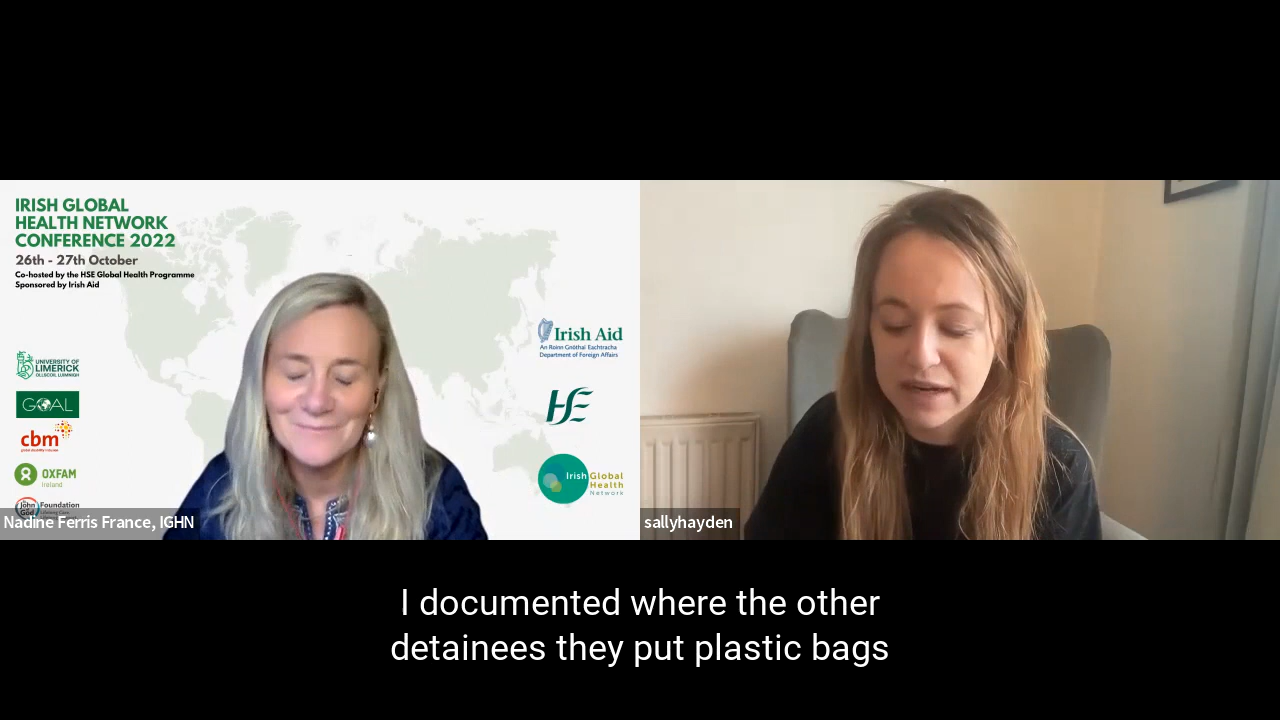 IRISH GLOBAL
HEALTH NETWORK
CONFERENCE 2022
26th - 27th October
Co-hosted by the HSE Global Health Programme
Sponsored by Irish Aid
UNIVERSITY OF
LIMERICK
OLLSCOIL LUIMNIGH
GOAL
cbm
OXFAM
Ireland
Foundation
Irish Aid
An Roinn Gnóthaí Eachtracha
Department of Foreign Affairs
HSE
Irish Global
Health
Network
Nadine Ferris France, IGHN
sallyhayden
I documented where the other
detainees they put plastic bags